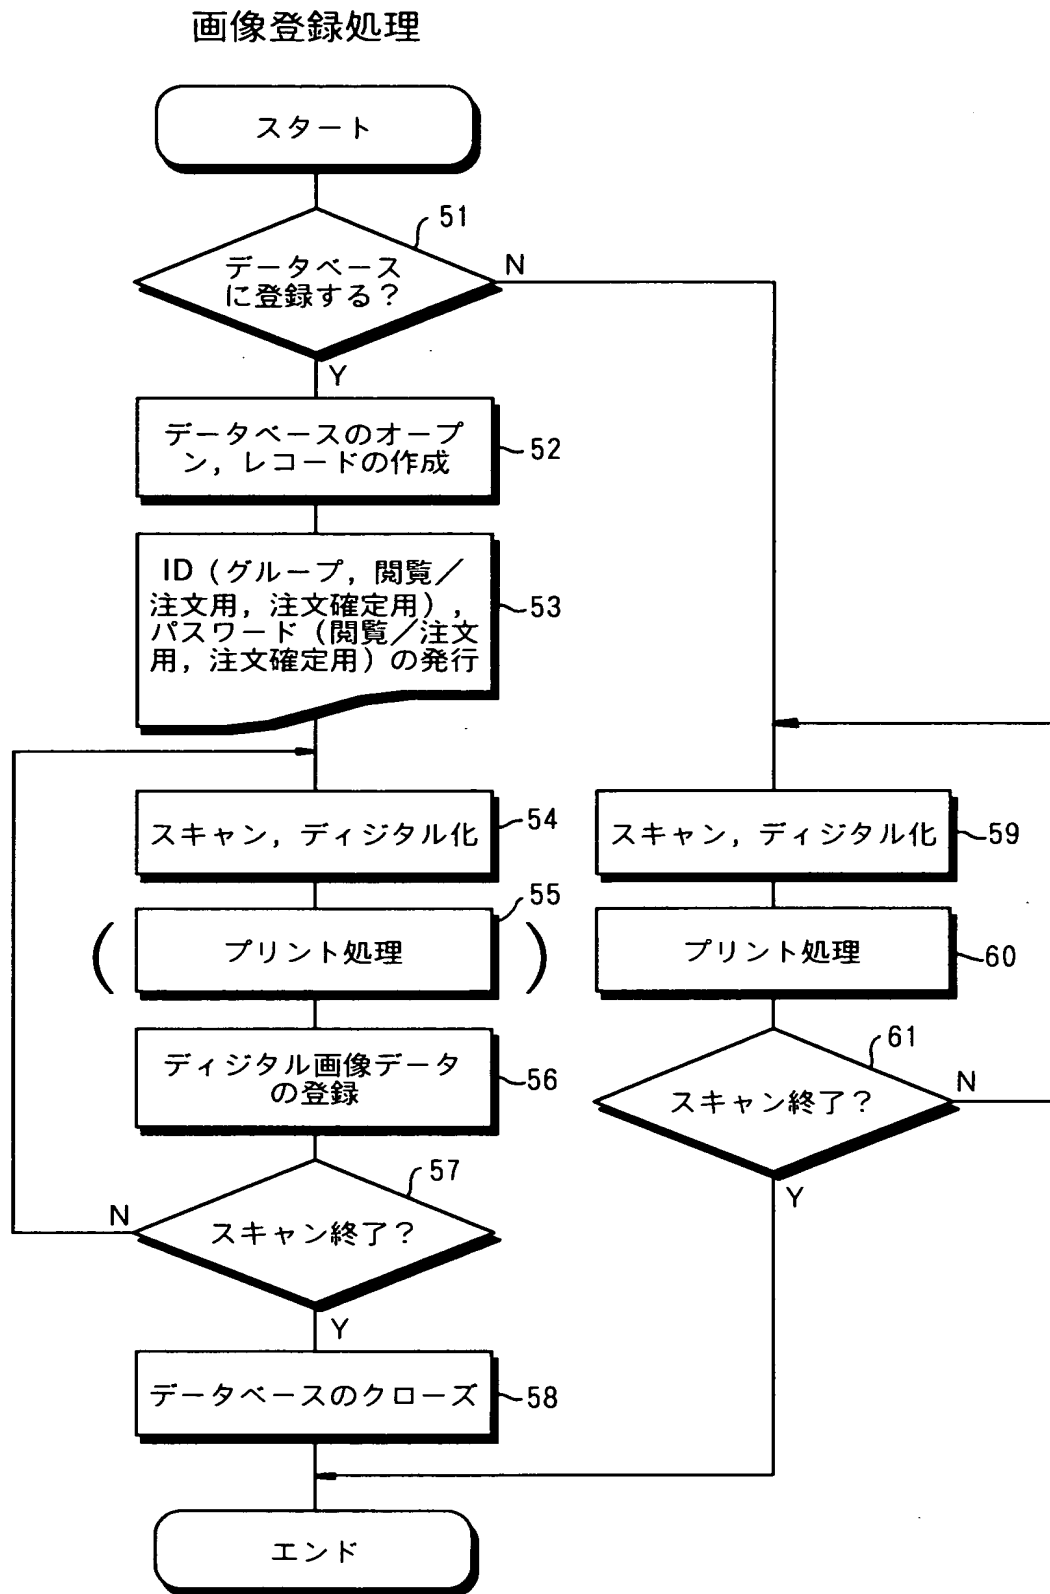 画像登録処理
スタート
51
データベース
に登録する？
N
Y
データベースのオープ
ン，レコードの作成
52
ID（グループ，閲覧／
注文用，注文確定用），
パスワード（閲覧／注文
用，注文確定用）の発行
53
スキャン，ディジタル化
54
55
（ プリント処理 ）
ディジタル画像データ
の登録
56
57
スキャン終了？
N
Y
データベースのクローズ
58
スキャン，ディジタル化
59
プリント処理
60
61
スキャン終了？
N
Y
エンド